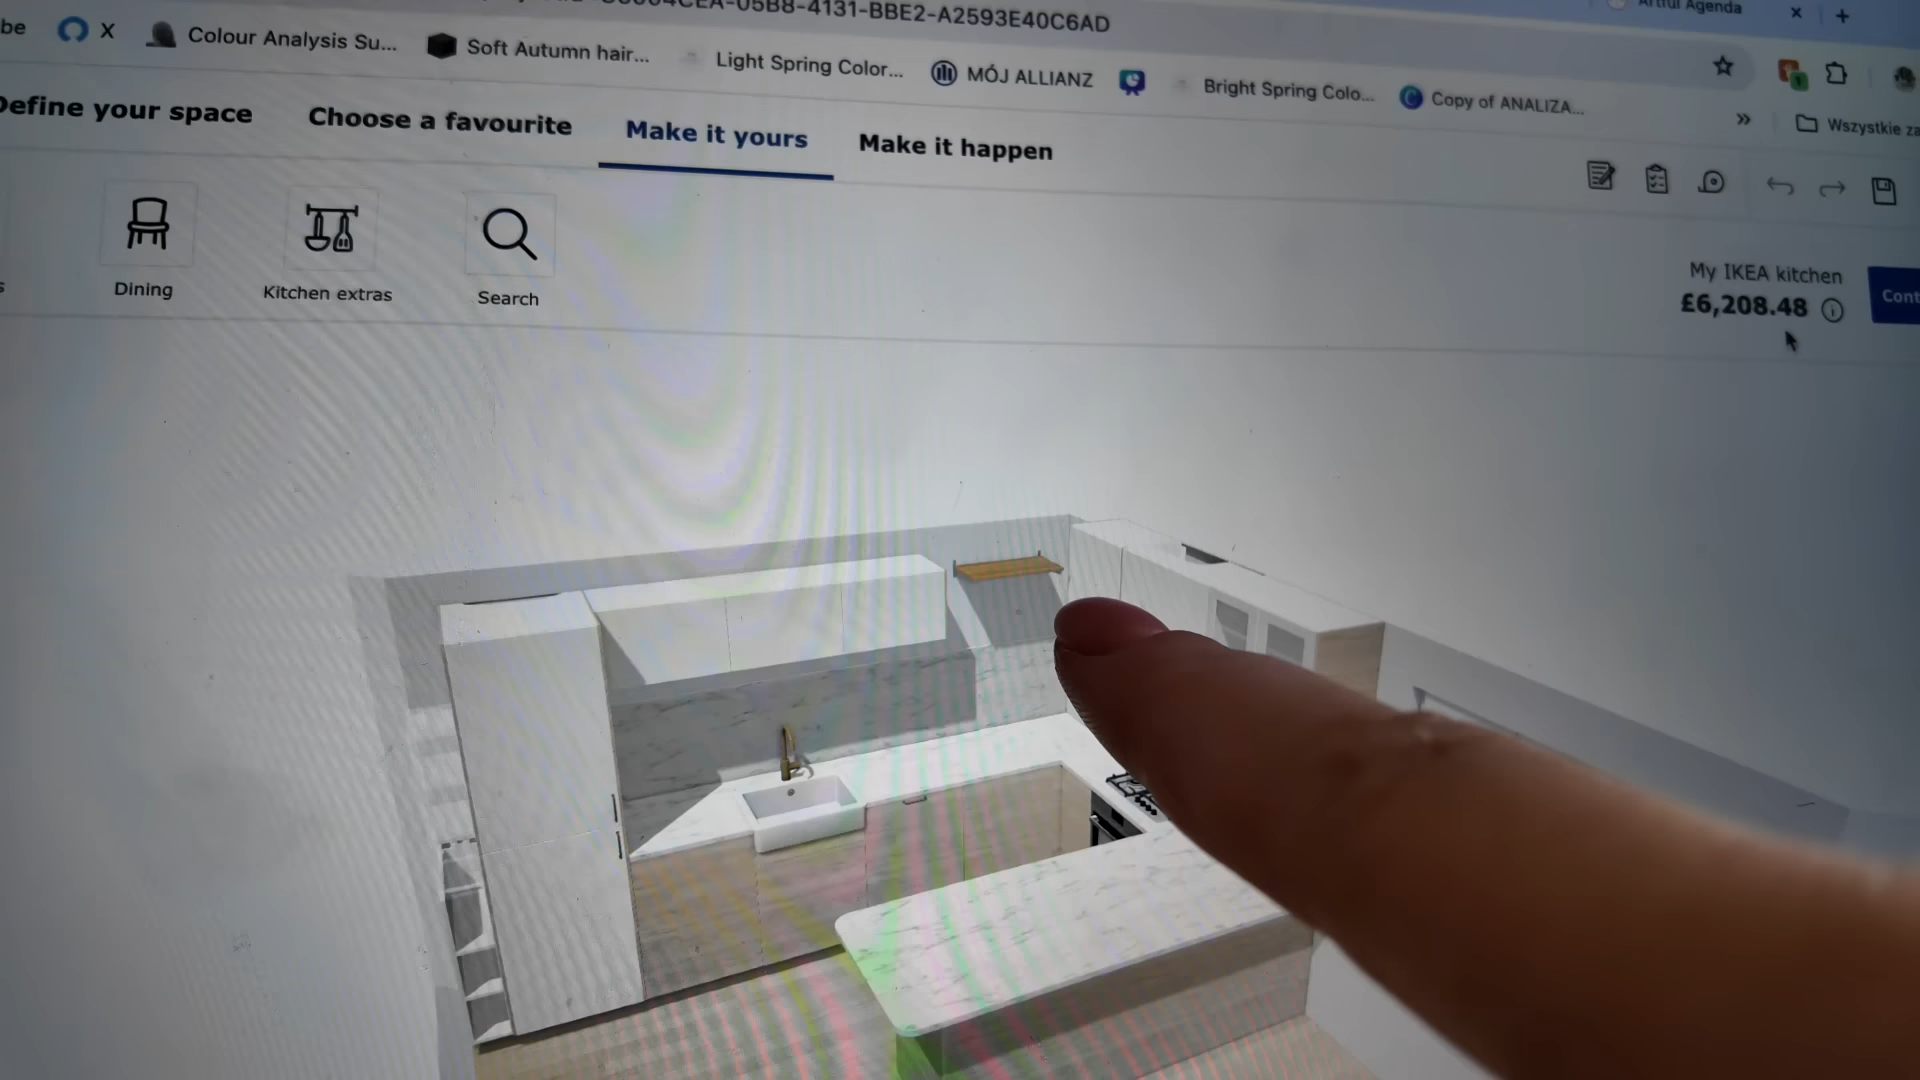 -05B8-4131-BBE2-A2593E40C6AD
Agenda
be
X
Colour Analysis Su...
Soft Autumn hair...
Light Spring Color...
MÓJ ALLIANZ
Bright Spring Colo...
Copy of ANALIZA...
Wszystkie za
Define your space
Choose a favourite
Make it yours
Make it happen
Dining
Kitchen extras
Search
My IKEA kitchen
£6,208.48
Cont